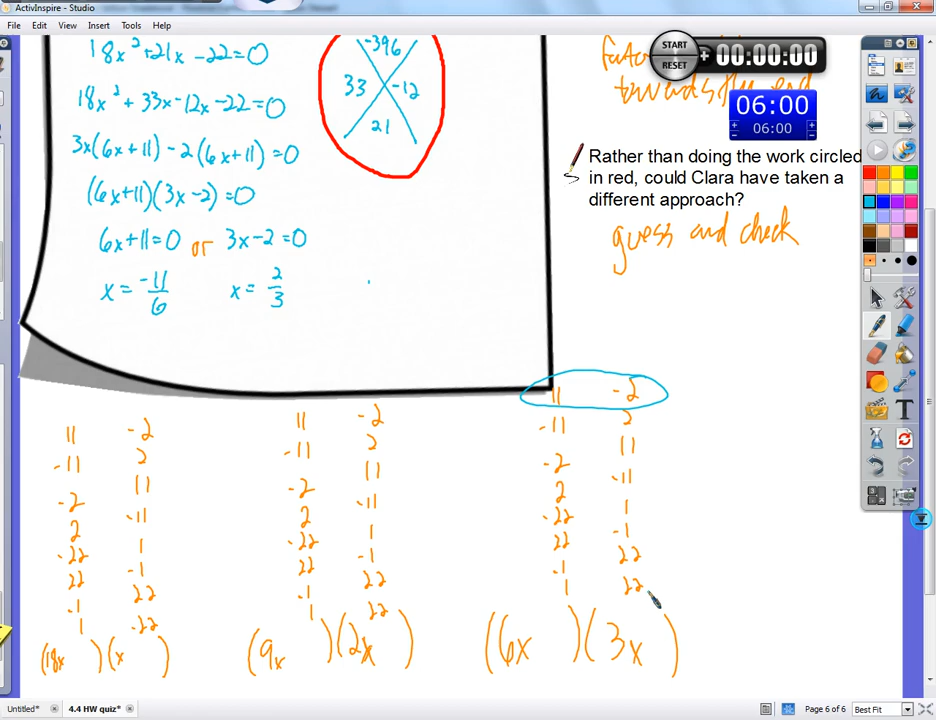 ActivInspire - Studio
File Edit View Insert Tools
18x² + 21x - 22 = 0
18x² + 33x - 12x - 22 = 0
3x(6x + 11) - 2(6x + 11) = 0
(6x + 11)(3x - 2) = 0
6x + 11 = 0 or 3x - 2 = 0
x = -11/6 x = 2/3
-396
33 -12
21
towards the end
START
RESET
+ 00:00:00
06:00
06:00
Rather than doing the work circled
in red, could Clara have taken a
different approach?
guess and check
11 -2
-11 2
11
-2 -11
2
-22 1
22 -1
-1 22
1 -22
(18x )(x )
11 -2
-11 2
11
-2 -11
2
-22 1
22 -1
-1 22
1 22
(9x )(2x )
11 -2
-11 2
11
-2 -11
2
-22 1
22 -1
-1 22
1 22
(6x )(3x )
Untitled* 4.4 HW quiz* Page 6 of 6 Best Fit